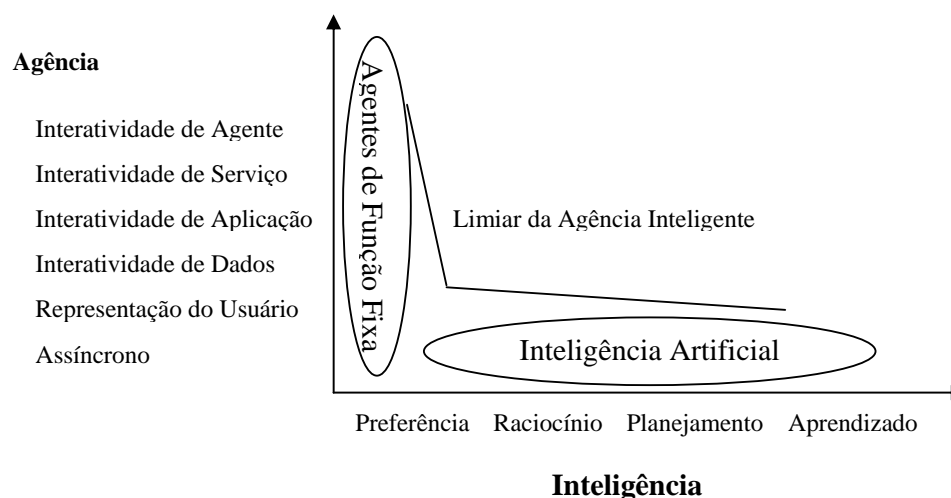 Agência
Interatividade de Agente
Interatividade de Serviço
Interatividade de Aplicação
Interatividade de Dados
Representação do Usuário
Assíncrono
Agentes de Função Fixa
Limiar da Agência Inteligente
Inteligência Artificial
Preferência Raciocínio Planejamento Aprendizado
Inteligência